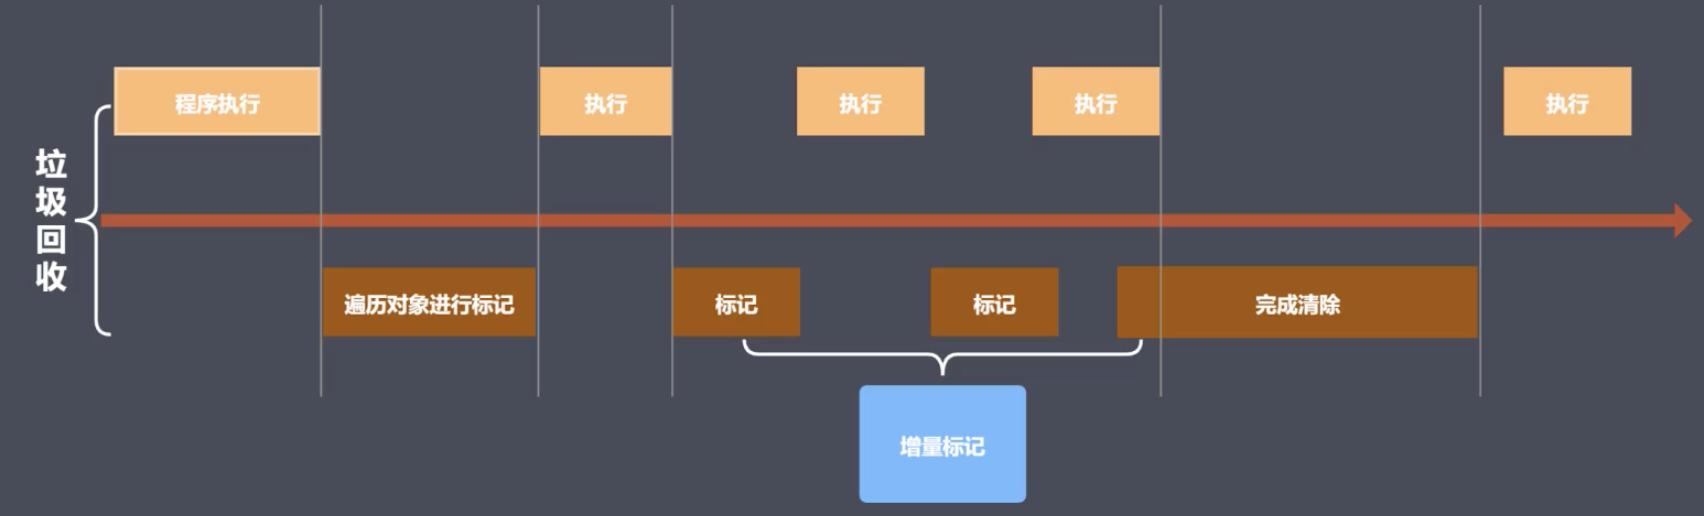 程序执行
执行
执行
执行
执行
垃圾回收
遍历对象进行标记
标记
标记
完成清除
增量标记